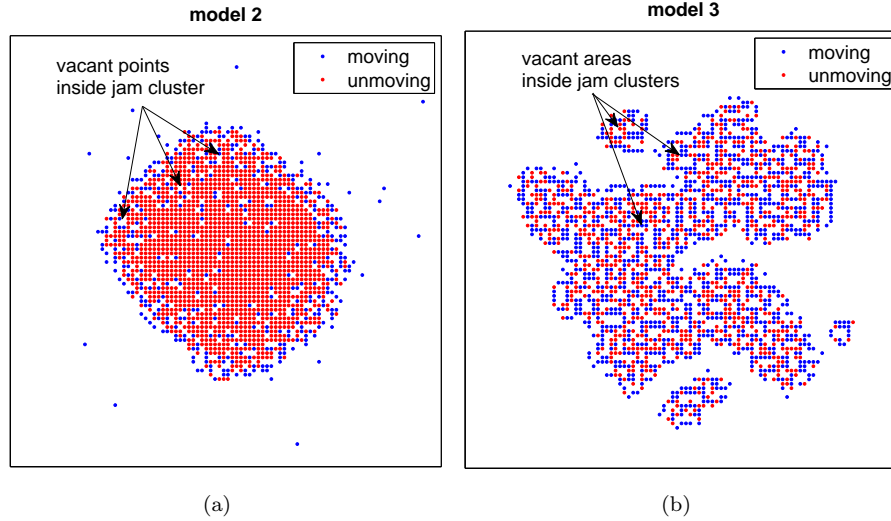 model 2
vacant points
inside jam cluster
moving
unmoving
(a)
model 3
vacant areas
inside jam clusters
moving
unmoving
(b)